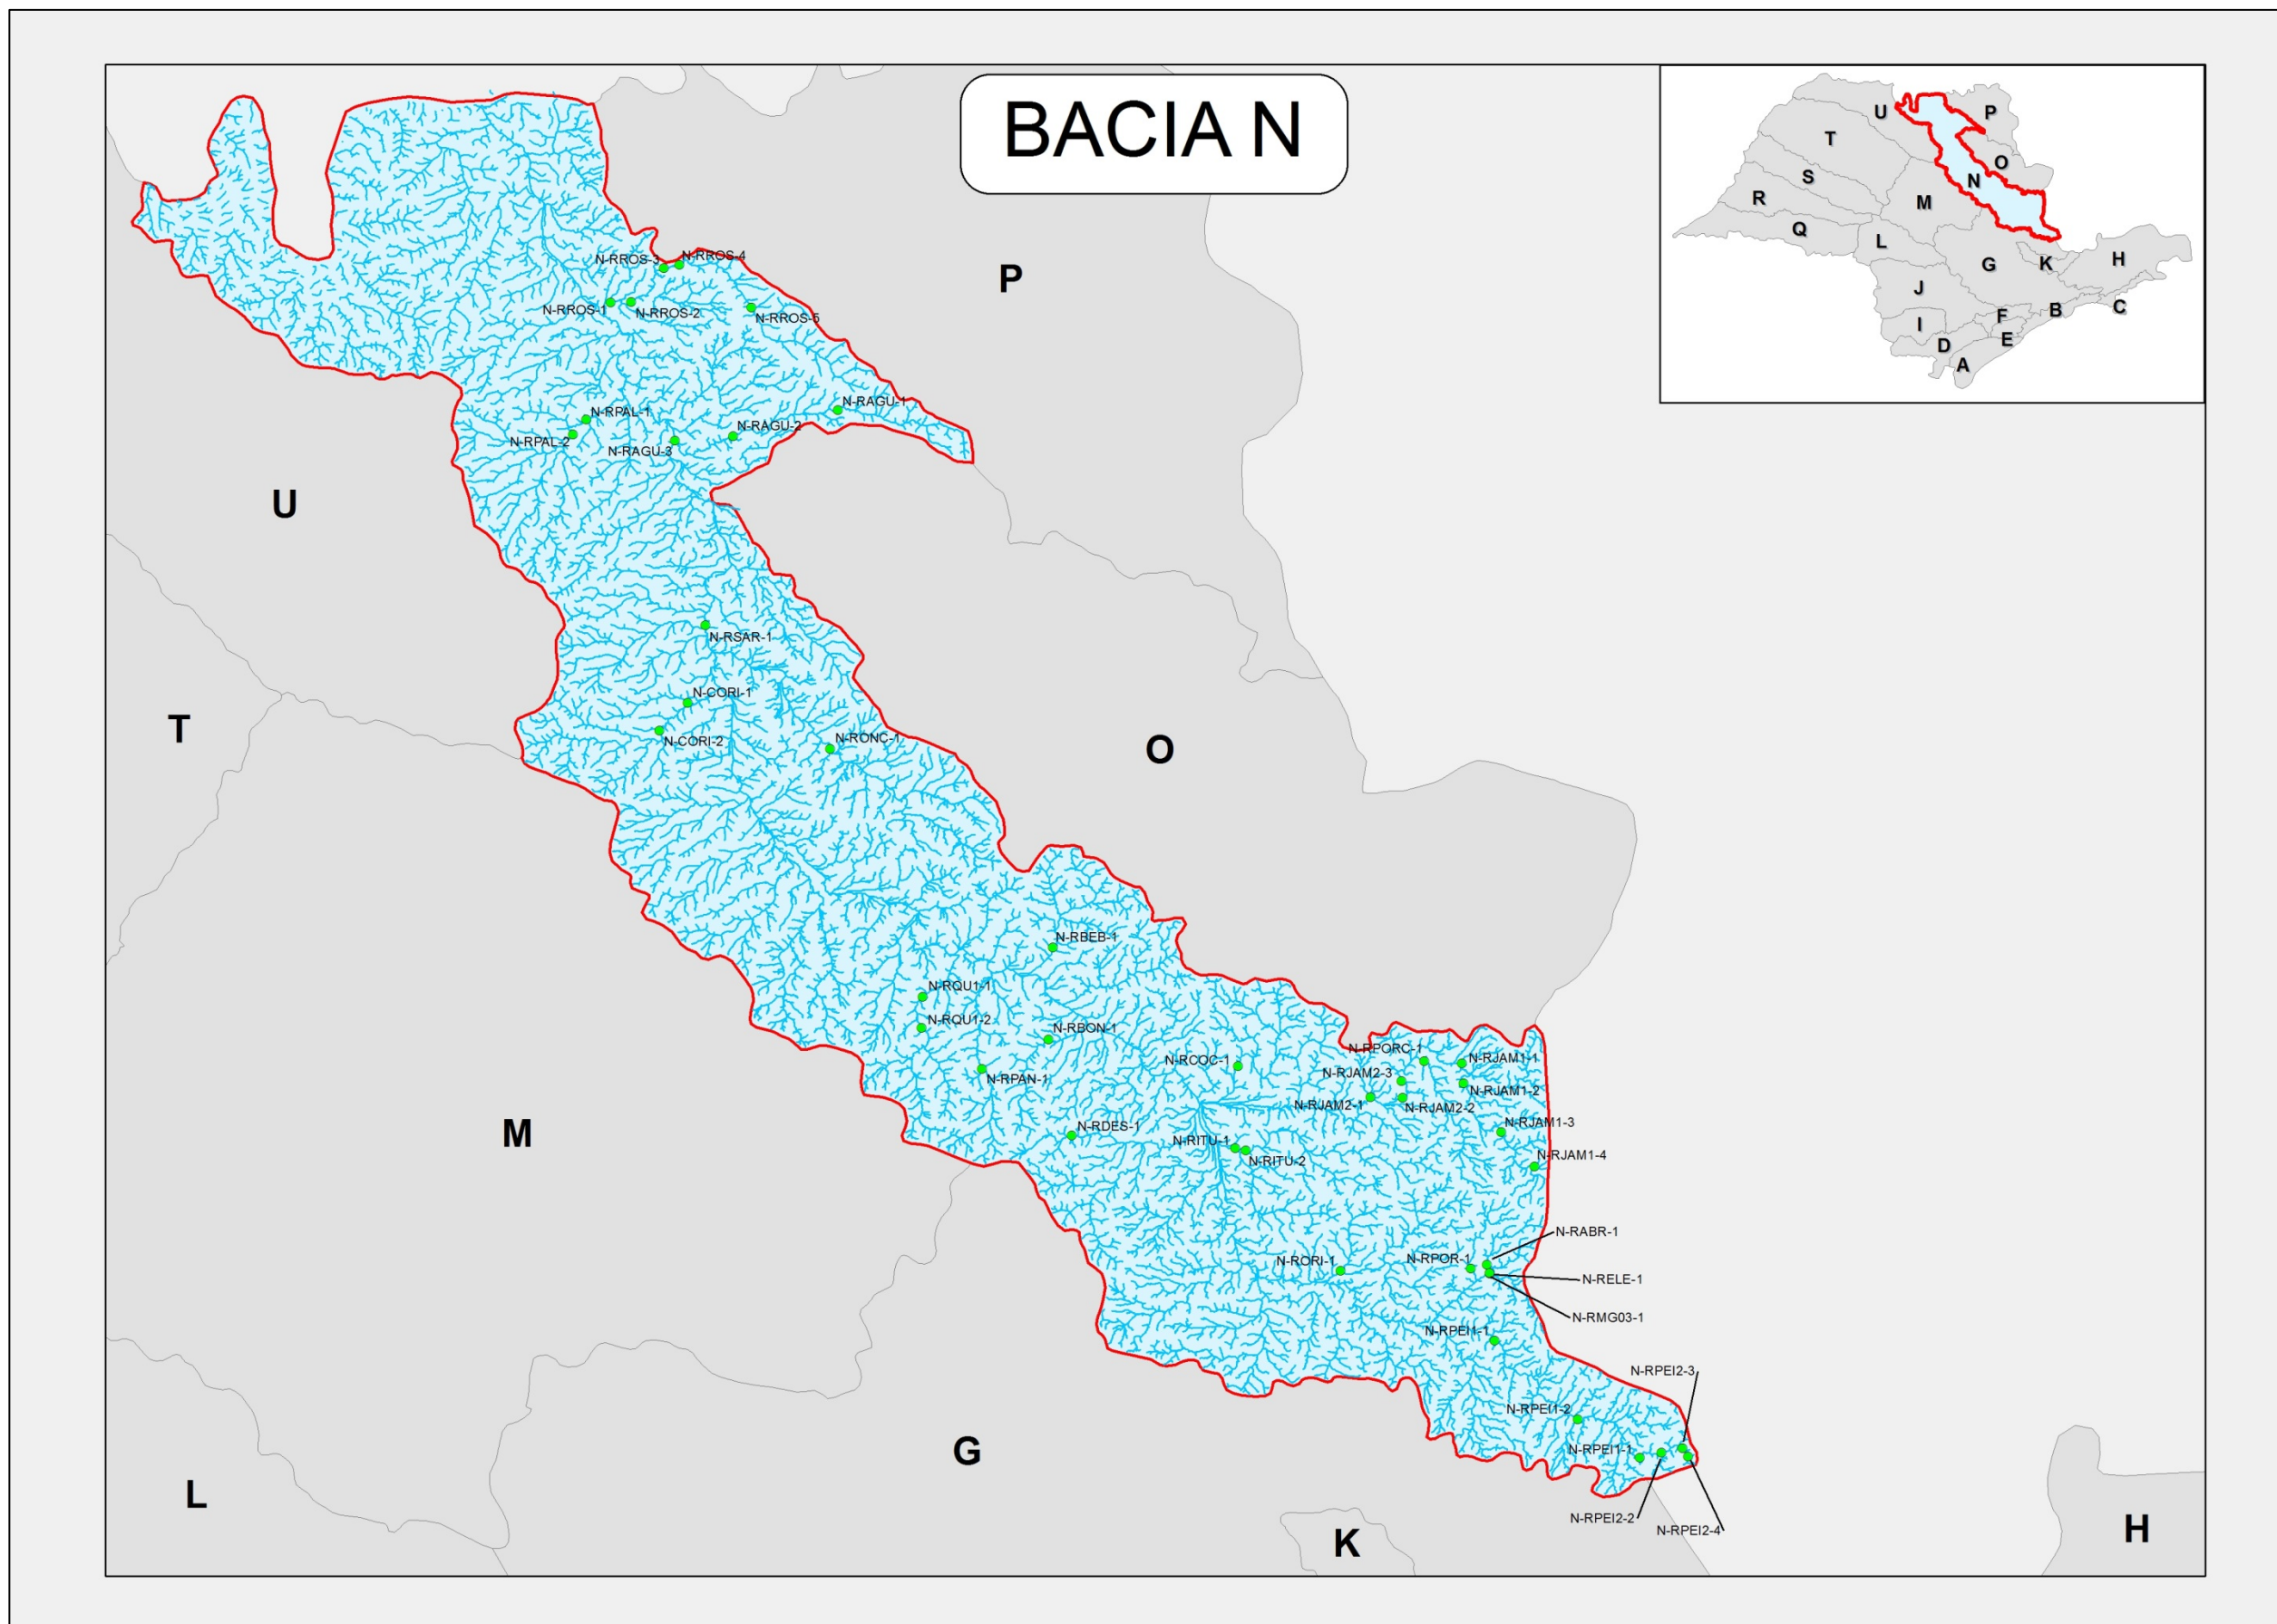 BACIA N
U
P
T
O
S
N
R
M
Q
L
G
K
H
J
C
B
F
I
E
D
A
N-RROS-3
N-RROS-4
P
N-RROS-1
N-RROS-2
N-RROS-5
N-RAGU-1
N-RPAL-1
N-RAGU-2
N-RPAL-2
N-RAGU-3
U
N-RSAR-1
N-CORI-1
T
N-CORI-2
N-RONC-1
O
N-RBEB-1
N-RQU1-1
N-RQU1-2
N-RBON-1
N-RCOC-1
N-RPORC-1
N-RJAM1-1
N-RPAN-1
N-RJAM2-3
N-RJAM1-2
N-RJAM2-1
N-RJAM2-2
M
N-RDES-1
N-RITU-1
N-RJAM1-3
N-RITU-2
N-RJAM1-4
N-RABR-1
N-RORI-1
N-RPOR-1
N-RELE-1
N-RMG03-1
N-RPEI1-1
N-RPEI2-3
N-RPEI1-2
G
N-RPEI1-1
L
N-RPEI2-2
N-RPEI2-4
K
H